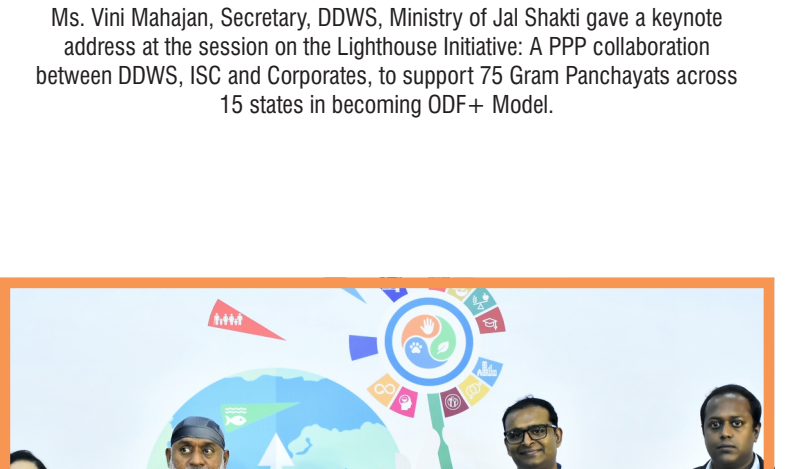 Ms. Vini Mahajan, Secretary, DDWS, Ministry of Jal Shakti gave a keynote
address at the session on the Lighthouse Initiative: A PPP collaboration
between DDWS, ISC and Corporates, to support 75 Gram Panchayats across
15 states in becoming ODF+ Model.